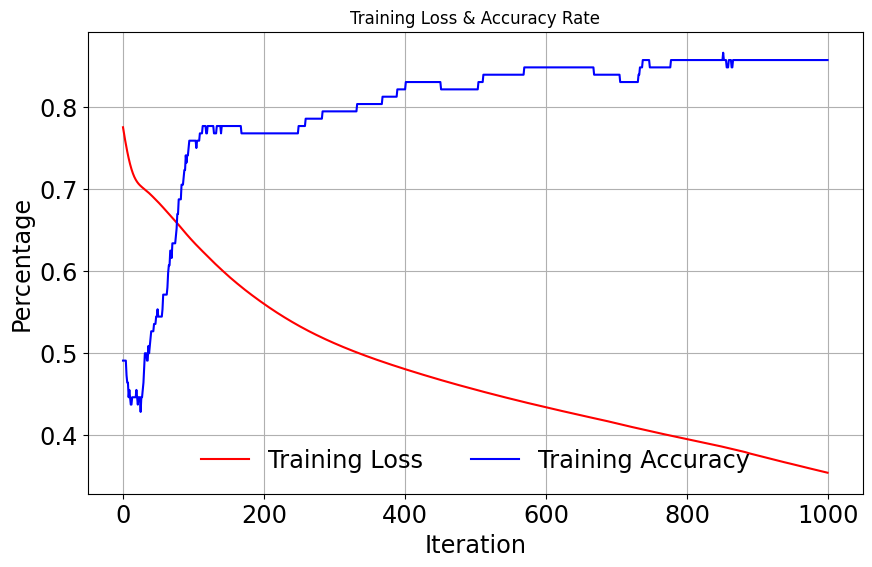 Training Loss & Accuracy Rate
Percentage
0.8
0.7
0.6
0.5
0.4
Training Loss
Training Accuracy
0 200 400 600 800 1000
Iteration